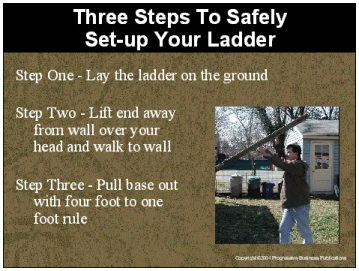 Three Steps To Safely
Set-up Your Ladder
Step One - Lay the ladder on the ground
Step Two - Lift end away
from wall over your
head and walk to wall
Step Three - Pull base out
with four foot to one
foot rule
Progressive Business Publications